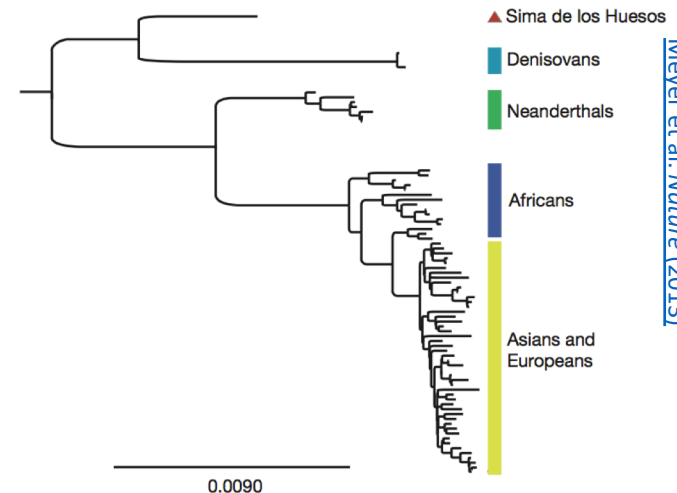 Sima de los Huesos
Denisovans
Neanderthals
Africans
Asians and
Europeans
0.0090
Meyer et al. Nature (2013)